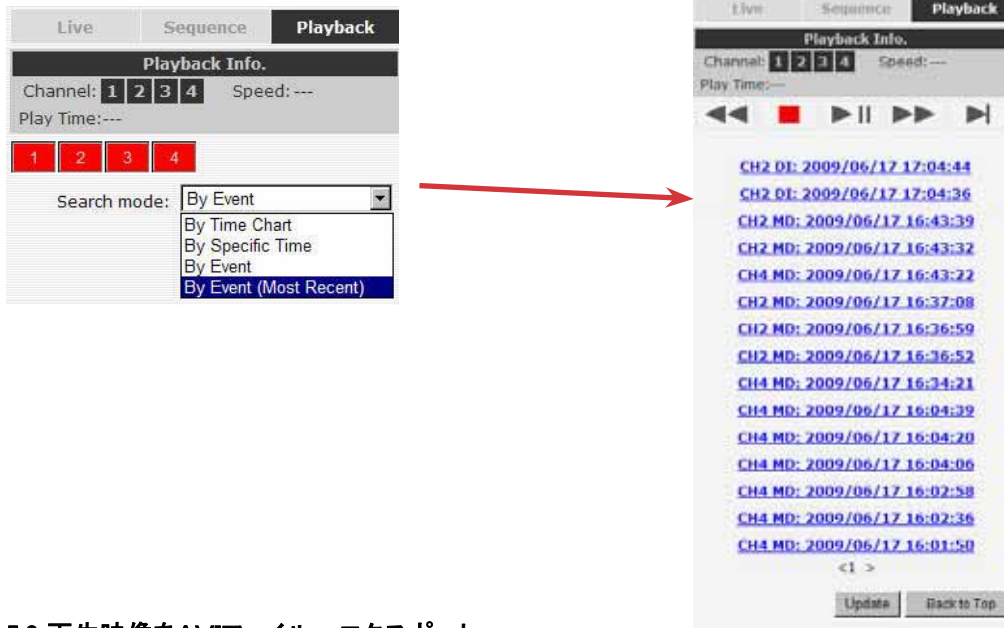 Live Sequence Playback
Playback Info.
Channel: 1 2 3 4 Speed: ---
Play Time:---
1 2 3 4
Search mode: By Event
By Time Chart
By Specific Time
By Event
By Event (Most Recent)
Live Sequence Playback
Playback Info.
Channel: 1 2 3 4 Speed: ---
Play Time:---
CH2 DI: 2009/06/17 17:04:44
CH2 DI: 2009/06/17 17:04:36
CH2 MD: 2009/06/17 16:43:39
CH2 MD: 2009/06/17 16:43:32
CH4 MD: 2009/06/17 16:43:22
CH2 MD: 2009/06/17 16:37:08
CH2 MD: 2009/06/17 16:36:59
CH2 MD: 2009/06/17 16:36:52
CH4 MD: 2009/06/17 16:34:21
CH4 MD: 2009/06/17 16:04:39
CH4 MD: 2009/06/17 16:04:20
CH4 MD: 2009/06/17 16:04:06
CH4 MD: 2009/06/17 16:02:58
CH4 MD: 2009/06/17 16:02:36
CH4 MD: 2009/06/17 16:01:50
<1 >
Update Back to Top